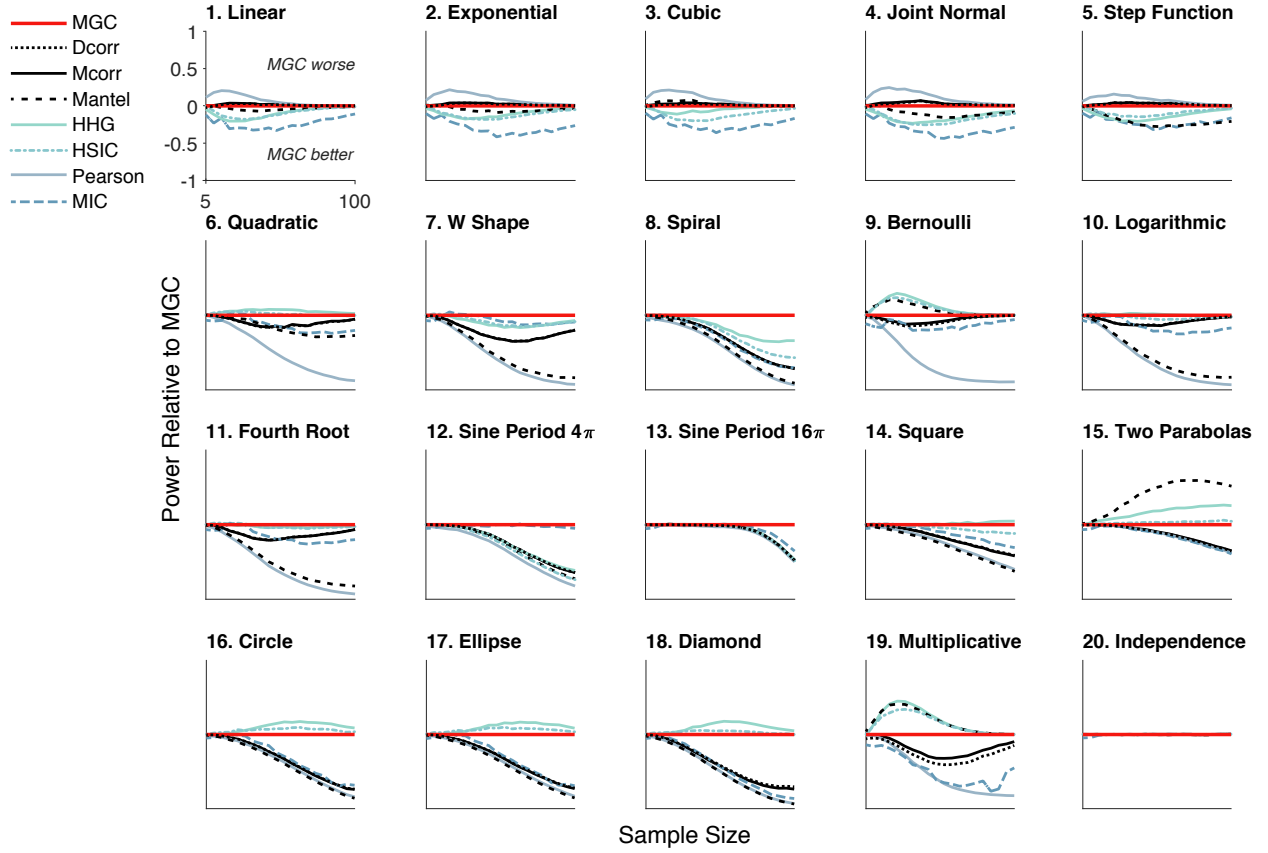 MGC
Dcorr
Mcorr
Mantel
HHG
HSIC
Pearson
MIC
1. Linear
2. Exponential
3. Cubic
4. Joint Normal
5. Step Function
1
0.5
0
-0.5
-1
MGC worse
MGC better
5
100
6. Quadratic
7. W Shape
8. Spiral
9. Bernoulli
10. Logarithmic
Power Relative to MGC
11. Fourth Root
12. Sine Period 4π
13. Sine Period 16π
14. Square
15. Two Parabolas
16. Circle
17. Ellipse
18. Diamond
19. Multiplicative
20. Independence
Sample Size